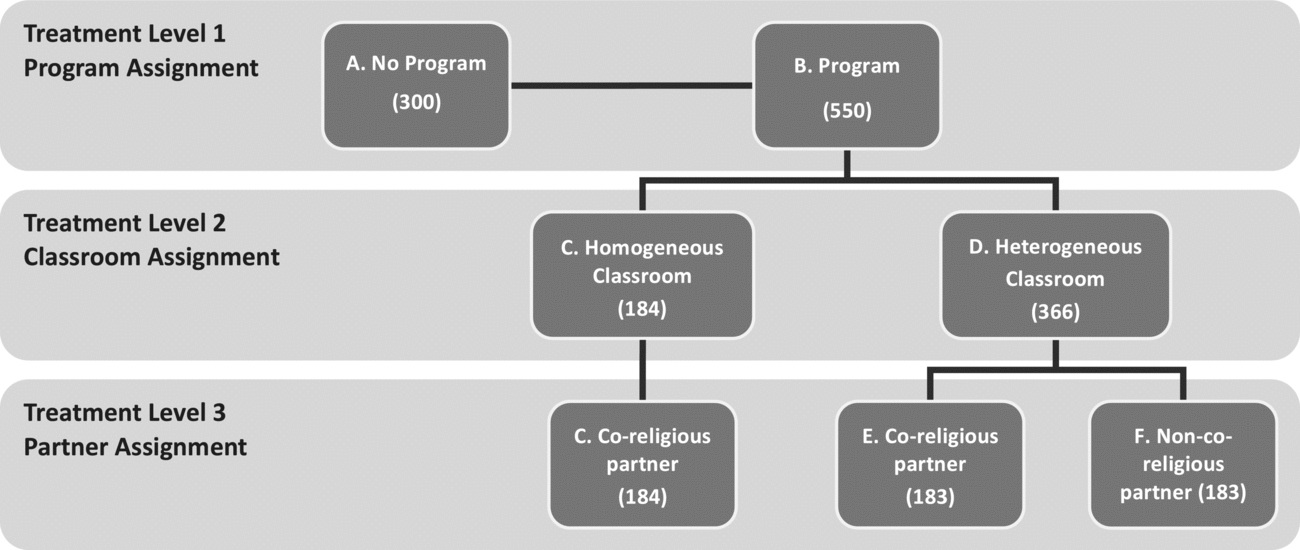 Treatment Level 1
Program Assignment
A. No Program
(300)
B. Program
(550)
Treatment Level 2
Classroom Assignment
C. Homogeneous
Classroom
(184)
D. Heterogeneous
Classroom
(366)
Treatment Level 3
Partner Assignment
C. Co-religious
partner
(184)
E. Co-religious
partner
(183)
F. Non-co-
religious
partner (183)